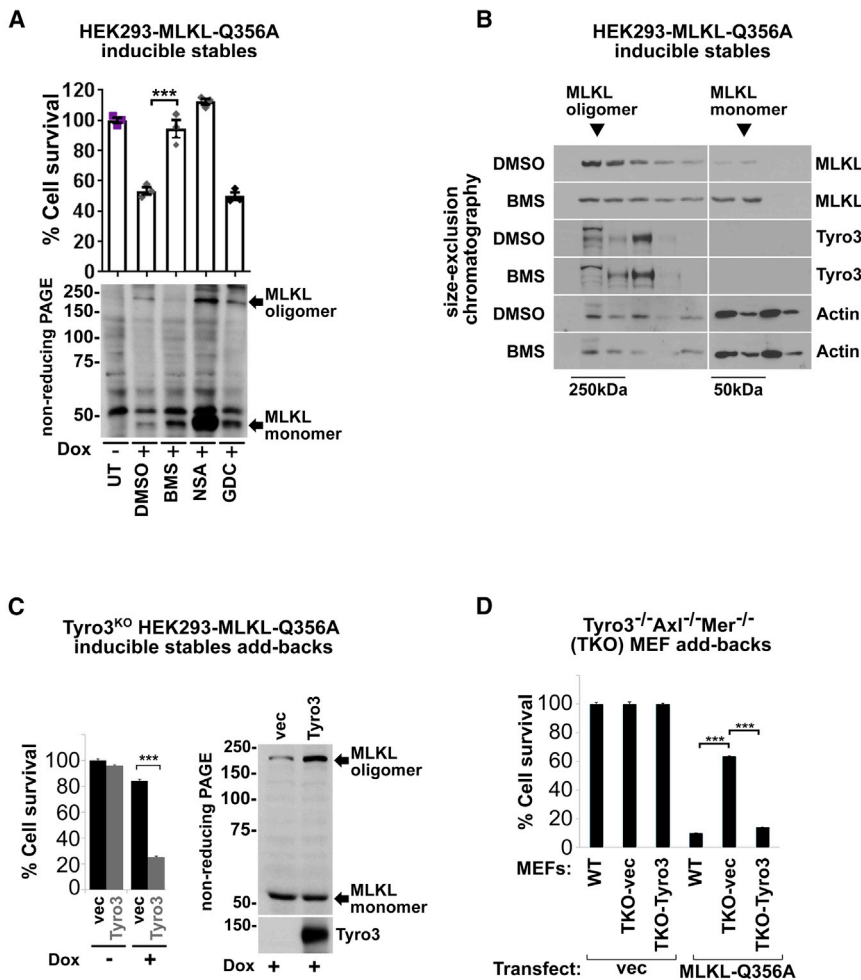 A
HEK293-MLKL-Q356A
inducible stables
% Cell survival
120
100
80
60
40
20
0
***
non-reducing PAGE
250
150
100
75
50
MLKL
oligomer
MLKL
monomer
Dox - + + + +
UT
DMSO
BMS
NSA
GDC
B
HEK293-MLKL-Q356A
inducible stables
MLKL
oligomer
MLKL
monomer
size-exclusion
chromatography
DMSO MLKL
BMS MLKL
DMSO Tyro3
BMS Tyro3
DMSO Actin
BMS Actin
250kDa 50kDa
C
Tyro3KO HEK293-MLKL-Q356A
inducible stables add-backs
% Cell survival
100
80
60
40
20
0
***
vec
Tyro3
vec
Tyro3
Dox - +
non-reducing PAGE
vec
Tyro3
250
150
100
75
50
150
MLKL
oligomer
MLKL
monomer
Tyro3
Dox + +
D
Tyro3-/-Axl-/-Mer-/-
(TKO) MEF add-backs
% Cell survival
100
80
60
40
20
0
*** ***
MEFs:
WT
TKO-vec
TKO-Tyro3
WT
TKO-vec
TKO-Tyro3
Transfect: vec MLKL-Q356A